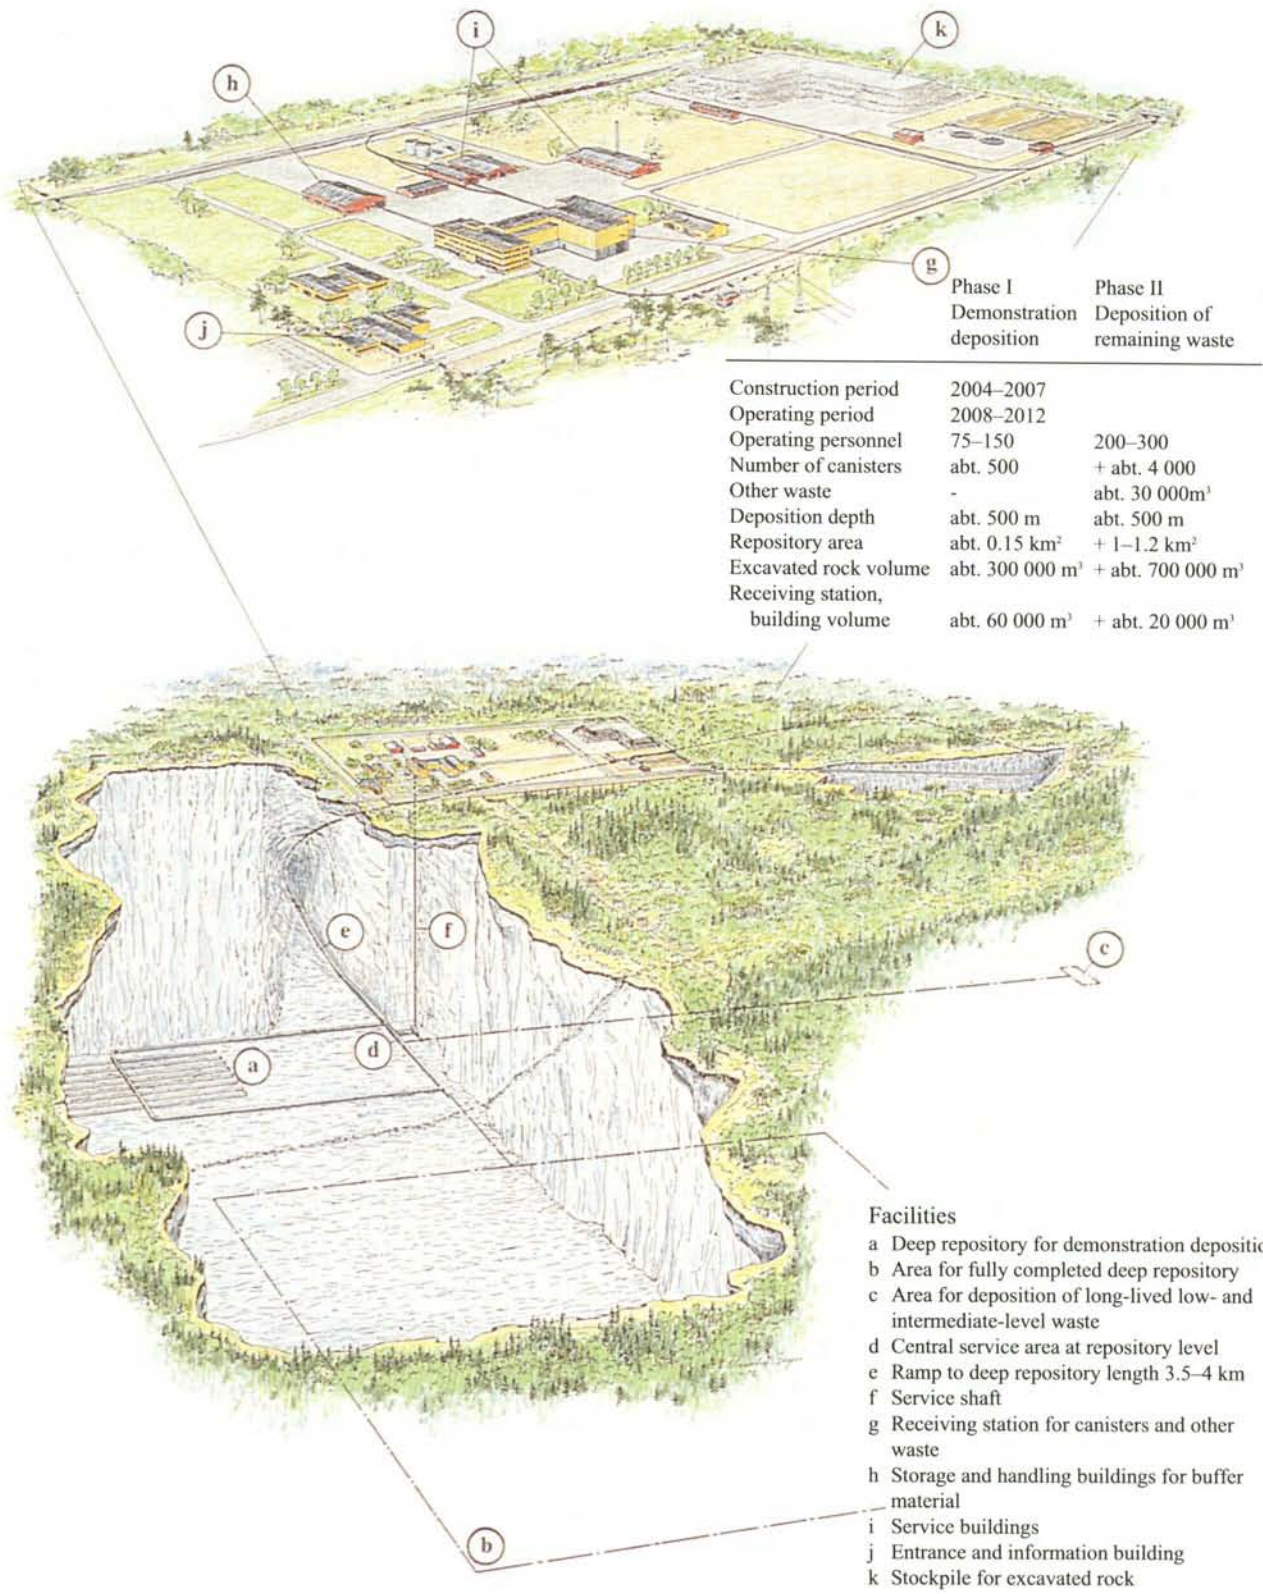 i
k
h
g
j
Phase I Phase II
Demonstration Deposition of
deposition remaining waste
Construction period 2004–2007
Operating period 2008–2012
Operating personnel 75–150 200–300
Number of canisters abt. 500 + abt. 4 000
Other waste - abt. 30 000m³
Deposition depth abt. 500 m abt. 500 m
Repository area abt. 0.15 km² + 1–1.2 km²
Excavated rock volume abt. 300 000 m³ + abt. 700 000 m³
Receiving station,
building volume abt. 60 000 m³ + abt. 20 000 m³
e
f
c
d
a
Facilities
a Deep repository for demonstration depositio
b Area for fully completed deep repository
c Area for deposition of long-lived low- and
intermediate-level waste
d Central service area at repository level
e Ramp to deep repository length 3.5–4 km
f Service shaft
g Receiving station for canisters and other
waste
h Storage and handling buildings for buffer
material
i Service buildings
j Entrance and information building
k Stockpile for excavated rock
b